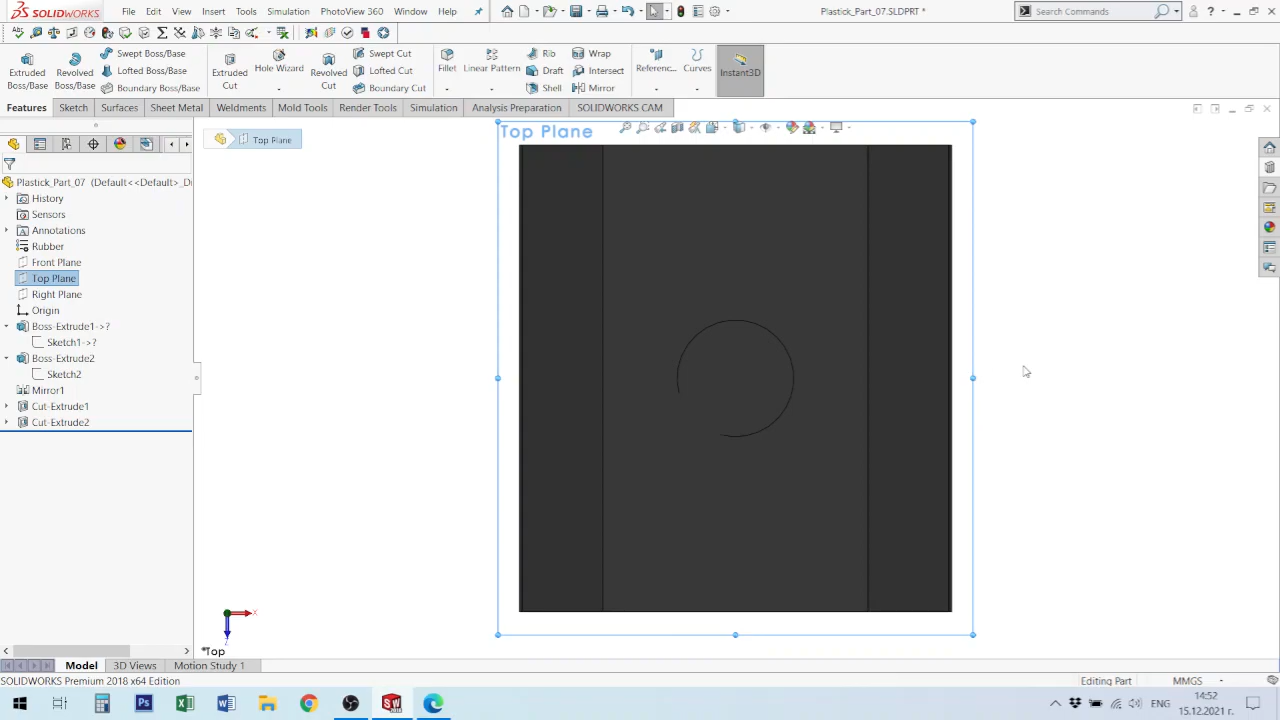 SOLIDWORKS File Edit View Insert Tools Simulation PhotoView 360 Window Help Plastick_Part_07.SLDPRT * Search Commands
Extruded Boss/Base
Revolved Boss/Base
Swept Boss/Base
Lofted Boss/Base
Boundary Boss/Base
Extruded Cut
Hole Wizard
Revolved Cut
Swept Cut
Lofted Cut
Boundary Cut
Fillet
Linear Pattern
Rib
Draft
Shell
Wrap
Intersect
Mirror
Referenc...
Curves
Instant3D
Features Sketch Surfaces Sheet Metal Weldments Mold Tools Render Tools Simulation Analysis Preparation SOLIDWORKS CAM
Top Plane
Top Plane
Plastick_Part_07 (Default<<Default>_Di
History
Sensors
Annotations
Rubber
Front Plane
Top Plane
Right Plane
Origin
Boss-Extrude1->?
Sketch1->?
Boss-Extrude2
Sketch2
Mirror1
Cut-Extrude1
Cut-Extrude2
X
Z
*Top
Model 3D Views Motion Study 1
SOLIDWORKS Premium 2018 x64 Edition Editing Part MMGS
ENG 14:52
15.12.2021 г.